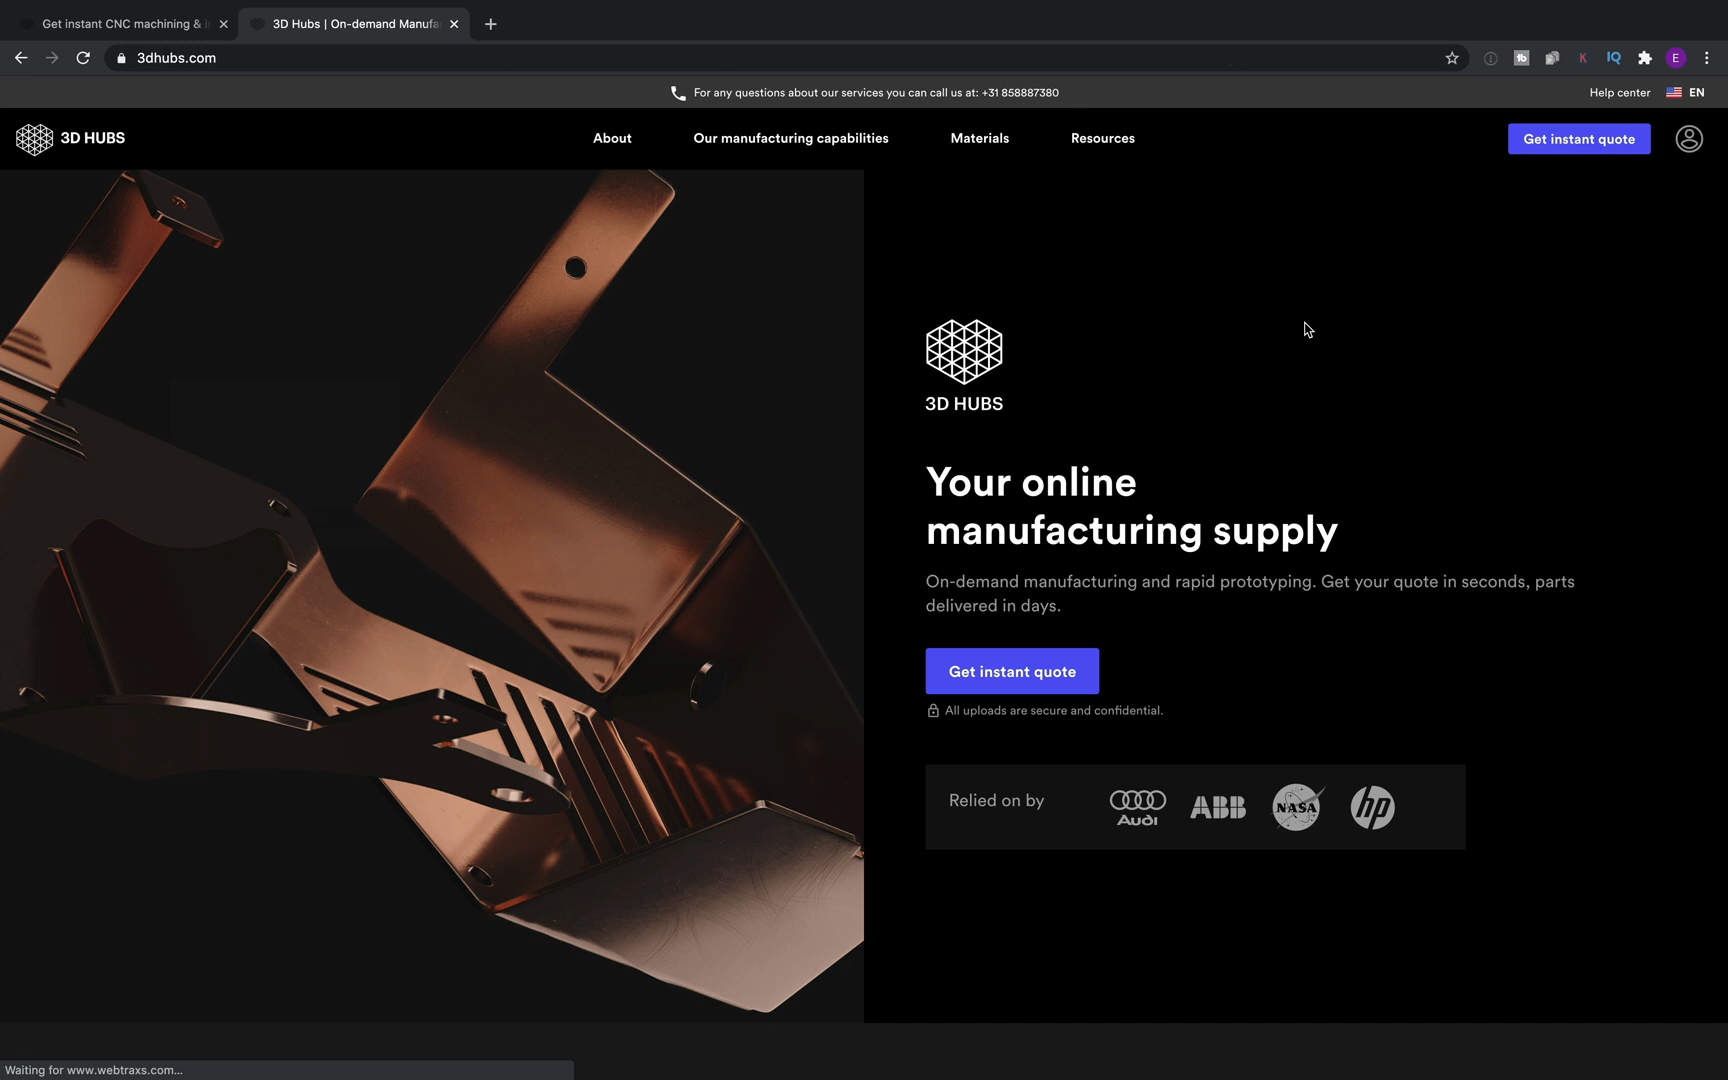 Get instant CNC machining &
3D Hubs | On-demand Manufa
3dhubs.com
K
IQ
E
For any questions about our services you can call us at: +31 858887380
Help center
EN
3D HUBS
About
Our manufacturing capabilities
Materials
Resources
Get instant quote
3D HUBS
Your online
manufacturing supply
On-demand manufacturing and rapid prototyping. Get your quote in seconds, parts
delivered in days.
Get instant quote
All uploads are secure and confidential.
Relied on by
Audi
ABB
NASA
hp
Waiting for www.webtraxs.com...